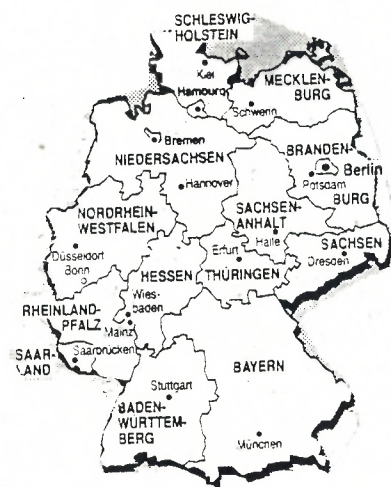 SCHLESWIG-
HOLSTEIN
Kiel
Hamburg
MECKLEN-
BURG
Schwerin
Bremen
NIEDERSACHSEN
BRANDEN-
Berlin
Hannover
Potsdam
BURG
NORDRHEIN-
WESTFALEN
SACHSEN-
ANHALT
Halle
SACHSEN
Düsseldorf
Bonn
Erfurt
Dresden
HESSEN
THÜRINGEN
Wies-
baden
RHEINLAND-
PFALZ
Mainz
SAAR-
LAND
Saarbrücken
BAYERN
Stuttgart
BADEN-
WÜRTTEM-
BERG
München